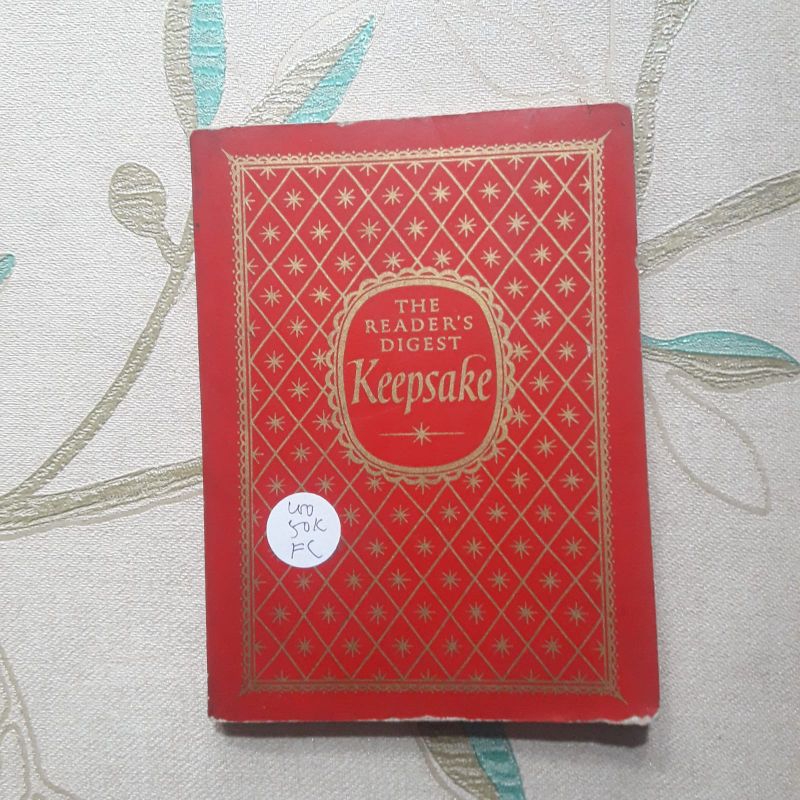 THE
READER'S
DIGEST
Keepsake
50K
FC